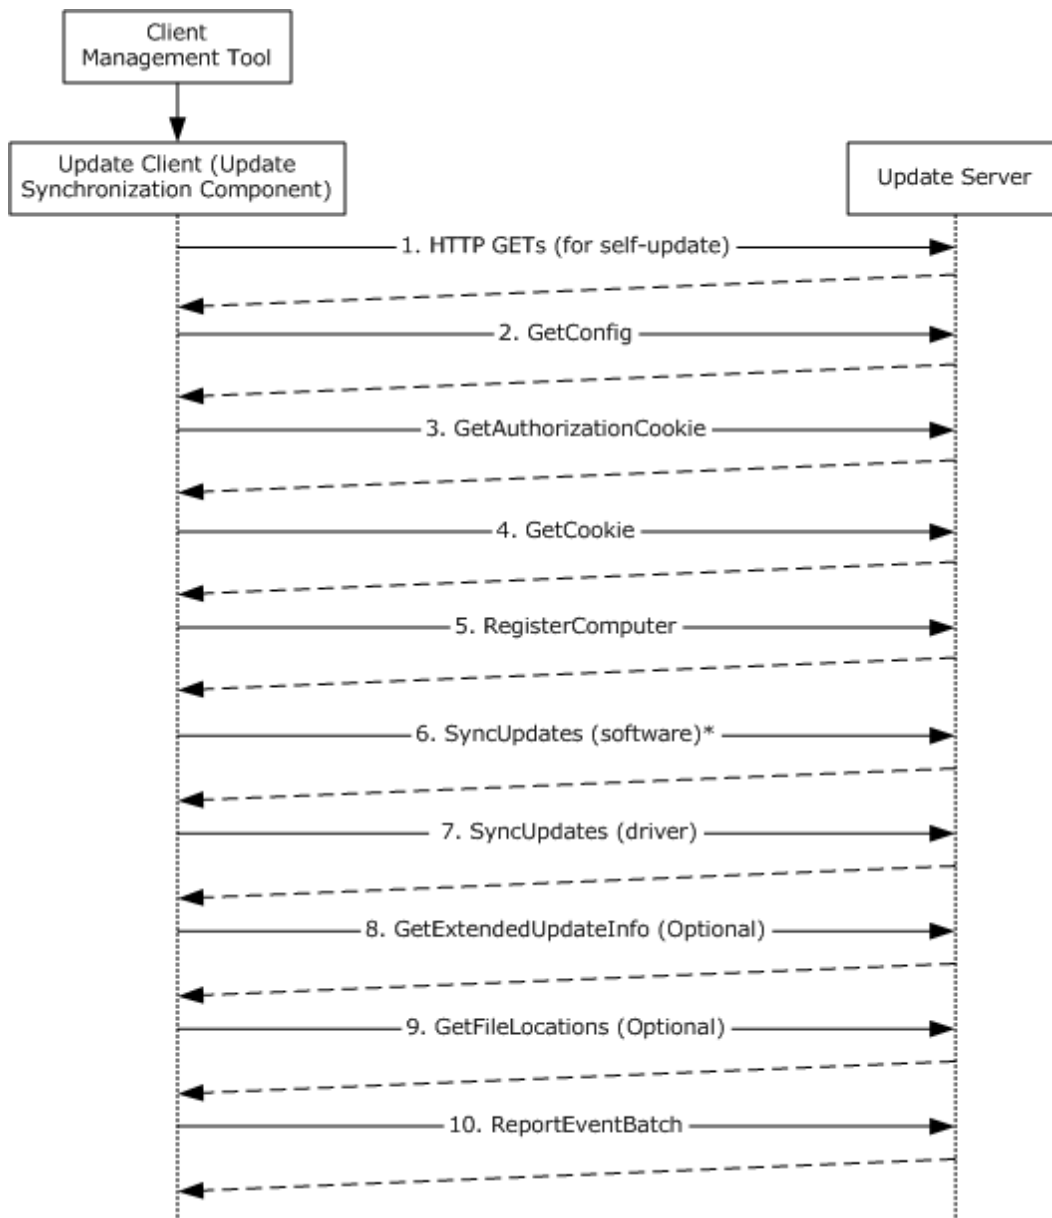 Client
Management Tool
Update Client (Update
Synchronization Component)
Update Server
1. HTTP GETs (for self-update)
2. GetConfig
3. GetAuthorizationCookie
4. GetCookie
5. RegisterComputer
6. SyncUpdates (software)*
7. SyncUpdates (driver)
8. GetExtendedUpdateInfo (Optional)
9. GetFileLocations (Optional)
10. ReportEventBatch